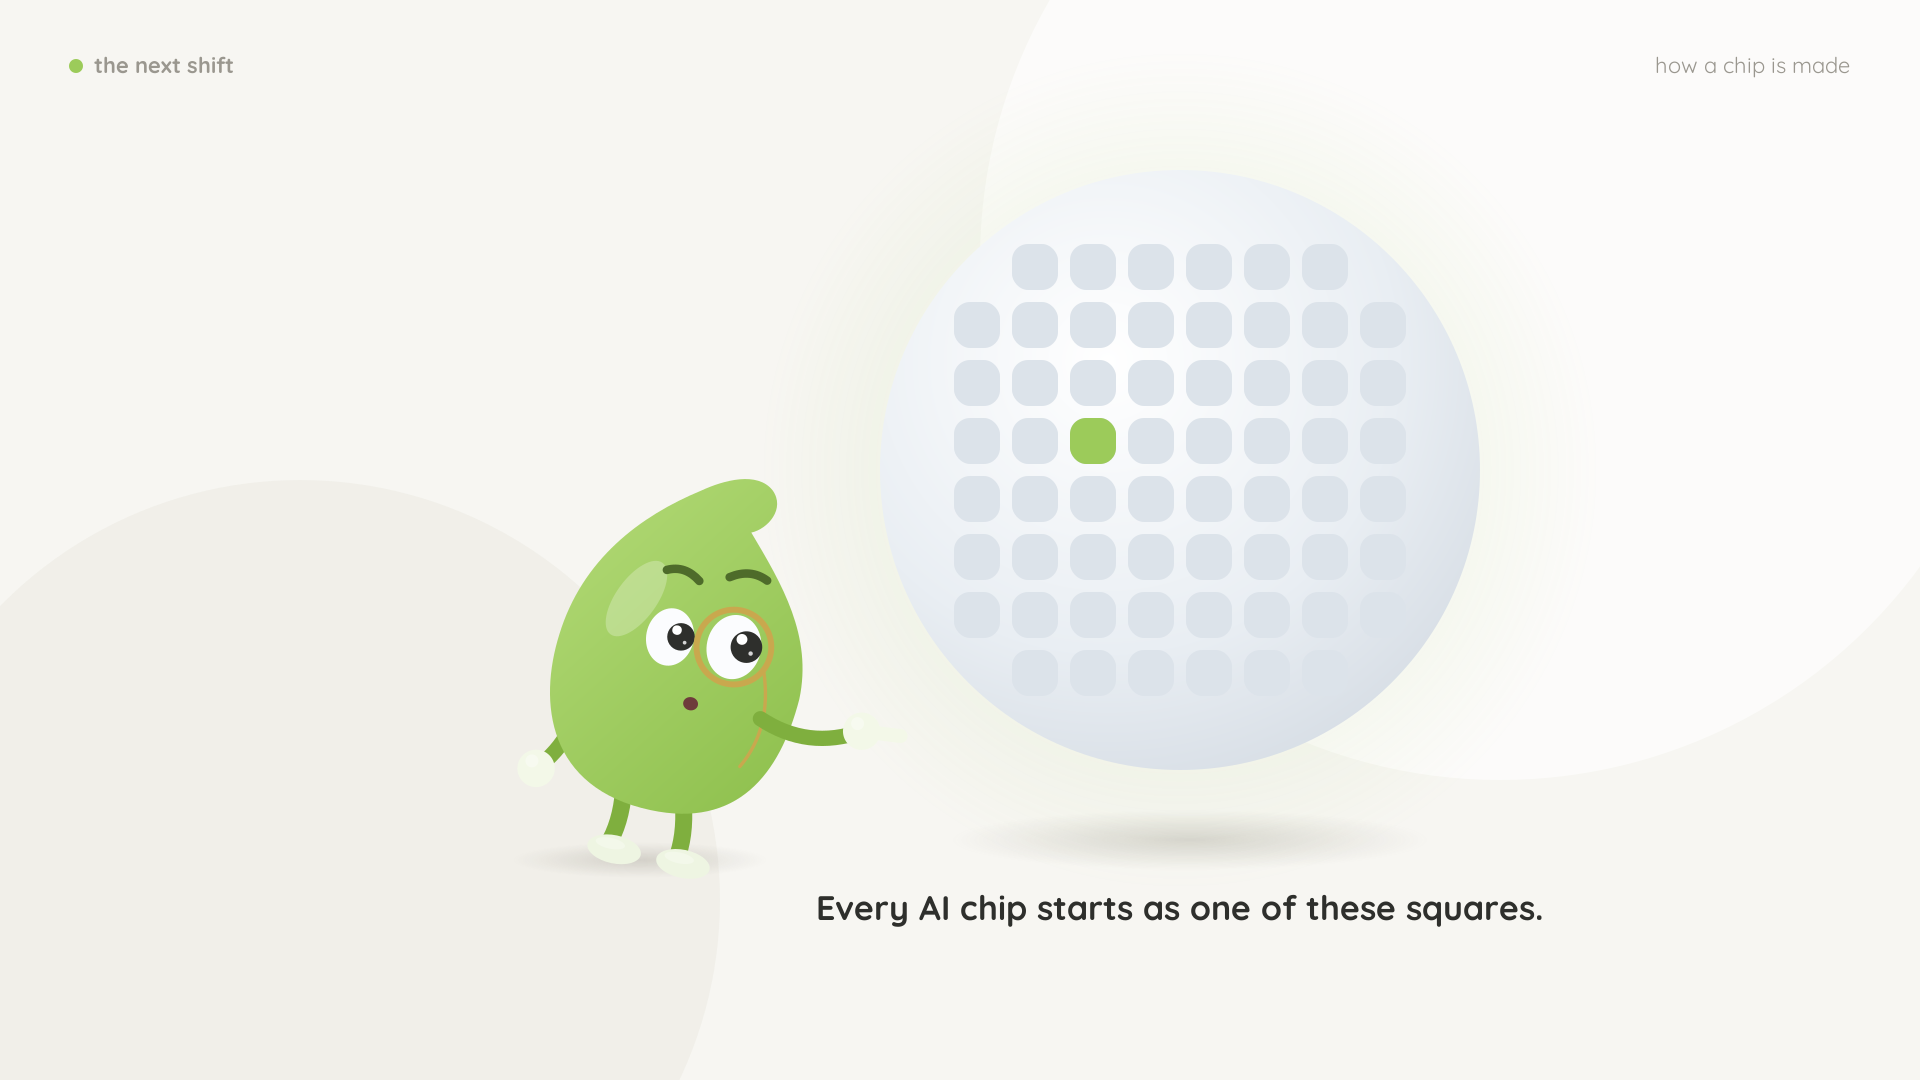 the next shift
how a chip is made
Every AI chip starts as one of these squares.